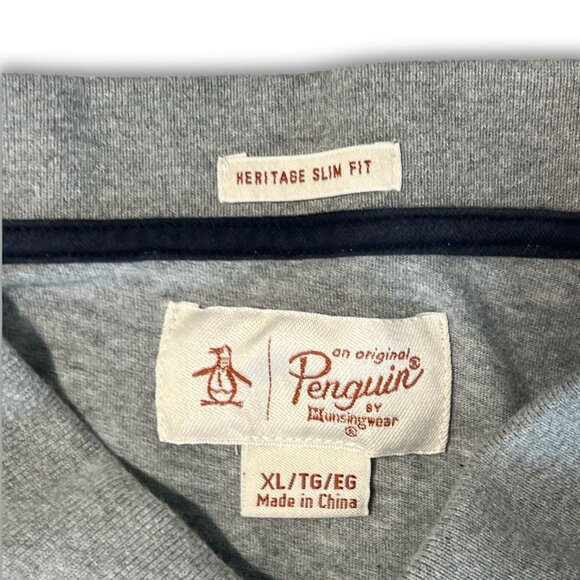 HERITAGE SLIM FIT
an original
Penguin®
BY
Munsingwear
®
XL/TG/EG
Made in China